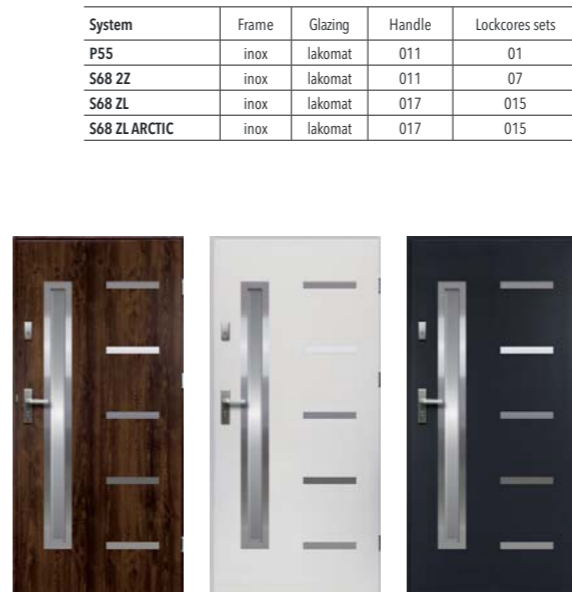 System Frame Glazing Handle Lockcores sets
P55 inox lakomat 011 01
S68 2Z inox lakomat 011 07
S68 ZL inox lakomat 017 015
S68 ZL ARCTIC inox lakomat 017 015